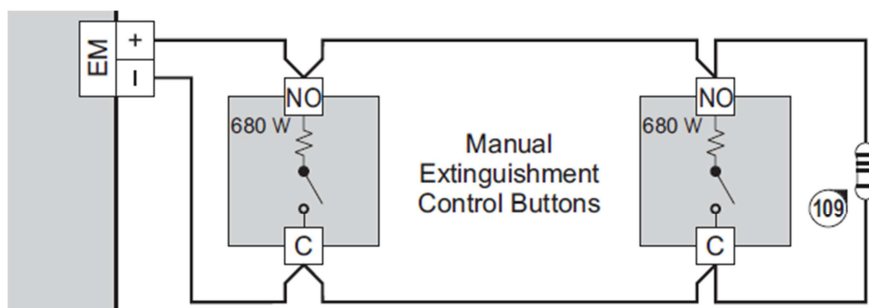 EM
+
−
NO
680 W
C
Manual
Extinguishment
Control Buttons
NO
680 W
C
109